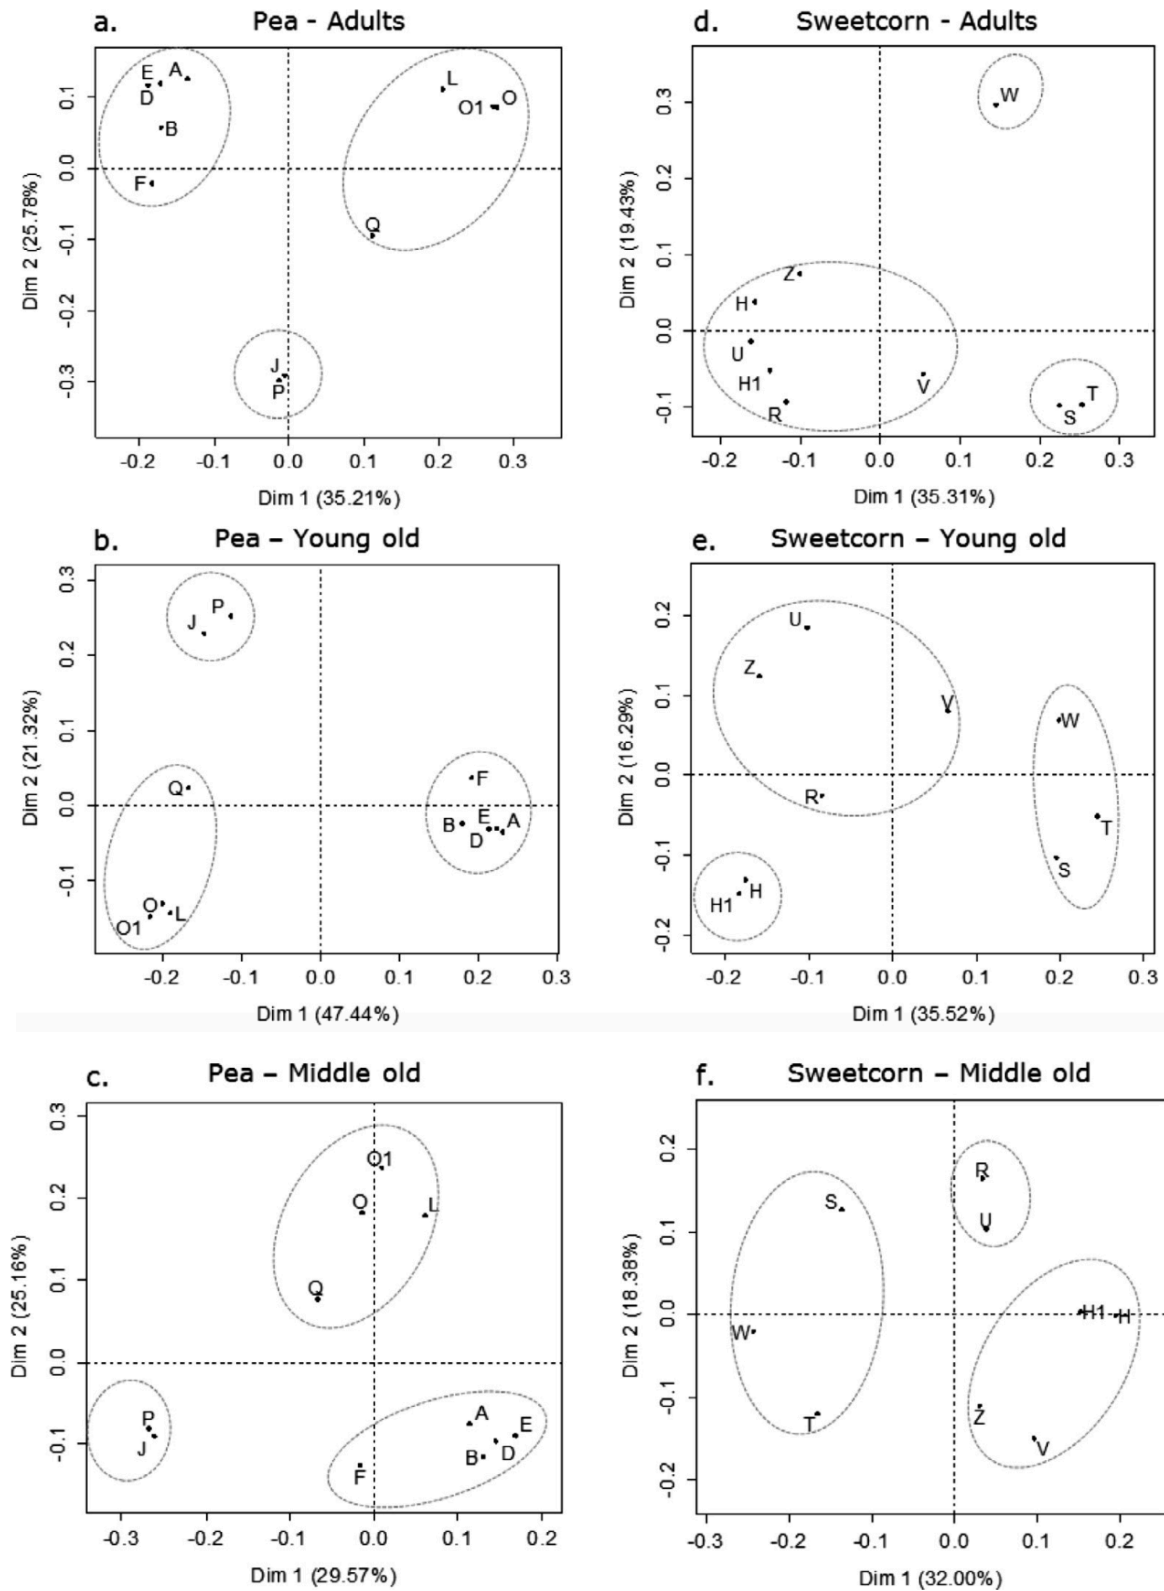 a. Pea - Adults
0.1
0.0
-0.1
-0.2
-0.3
Dim 2 (25.78%)
E A
D
B
F
L
O1 O
Q
J
P
-0.2 -0.1 0.0 0.1 0.2 0.3
Dim 1 (35.21%)
d. Sweetcorn - Adults
0.3
0.2
0.1
0.0
-0.1
Dim 2 (19.43%)
W
Z
H
U
H1
R
V
T
S
-0.2 -0.1 0.0 0.1 0.2 0.3
Dim 1 (35.31%)
b. Pea – Young old
0.3
0.2
0.1
0.0
-0.1
Dim 2 (21.32%)
P
J
Q
F
B E A
D
O
O1 L
-0.2 -0.1 0.0 0.1 0.2 0.3
Dim 1 (47.44%)
e. Sweetcorn – Young old
0.2
0.1
0.0
-0.1
-0.2
Dim 2 (16.29%)
U
Z
V
W
R
T
S
H1 H
-0.2 -0.1 0.0 0.1 0.2 0.3
Dim 1 (35.52%)
c. Pea – Middle old
0.3
0.2
0.1
0.0
-0.1
Dim 2 (25.16%)
O1
O L
Q
P
J
A E
B D
F
-0.3 -0.2 -0.1 0.0 0.1 0.2
Dim 1 (29.57%)
f. Sweetcorn – Middle old
0.2
0.1
0.0
-0.1
-0.2
Dim 2 (18.38%)
R
S
U
H1 H
W
T
Z
V
-0.3 -0.2 -0.1 0.0 0.1 0.2
Dim 1 (32.00%)